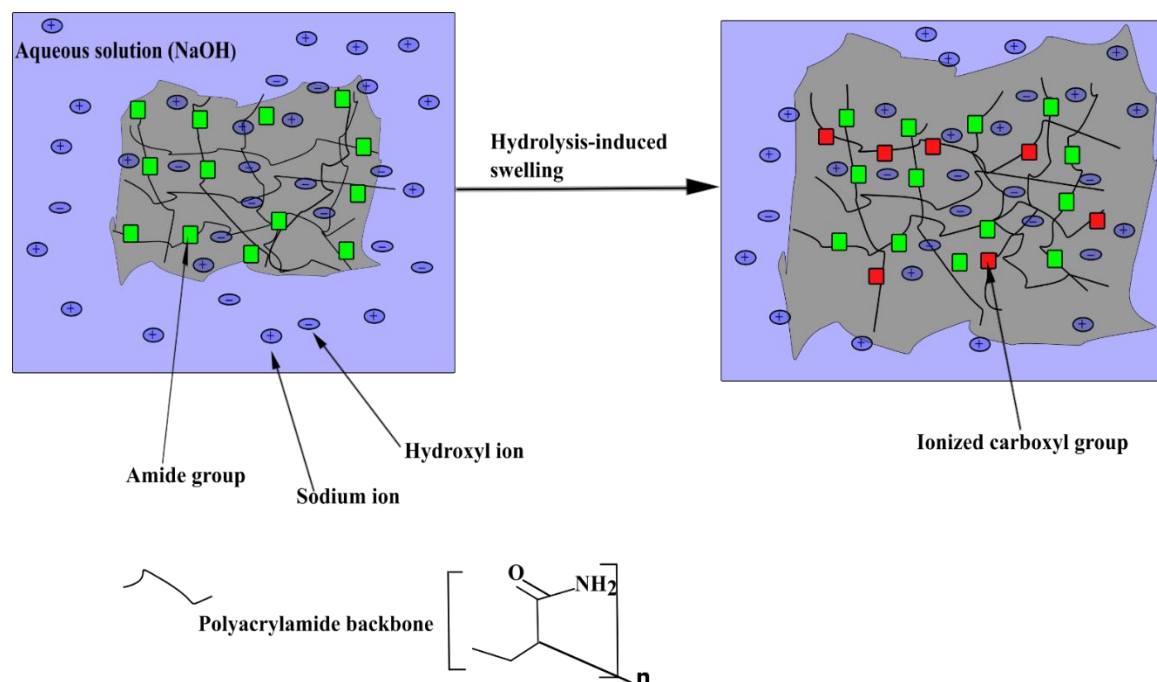 Aqueous solution (NaOH)
Hydrolysis-induced
swelling
Hydroxyl ion
Ionized carboxyl group
Amide group
Sodium ion
O
NH2
Polyacrylamide backbone
n